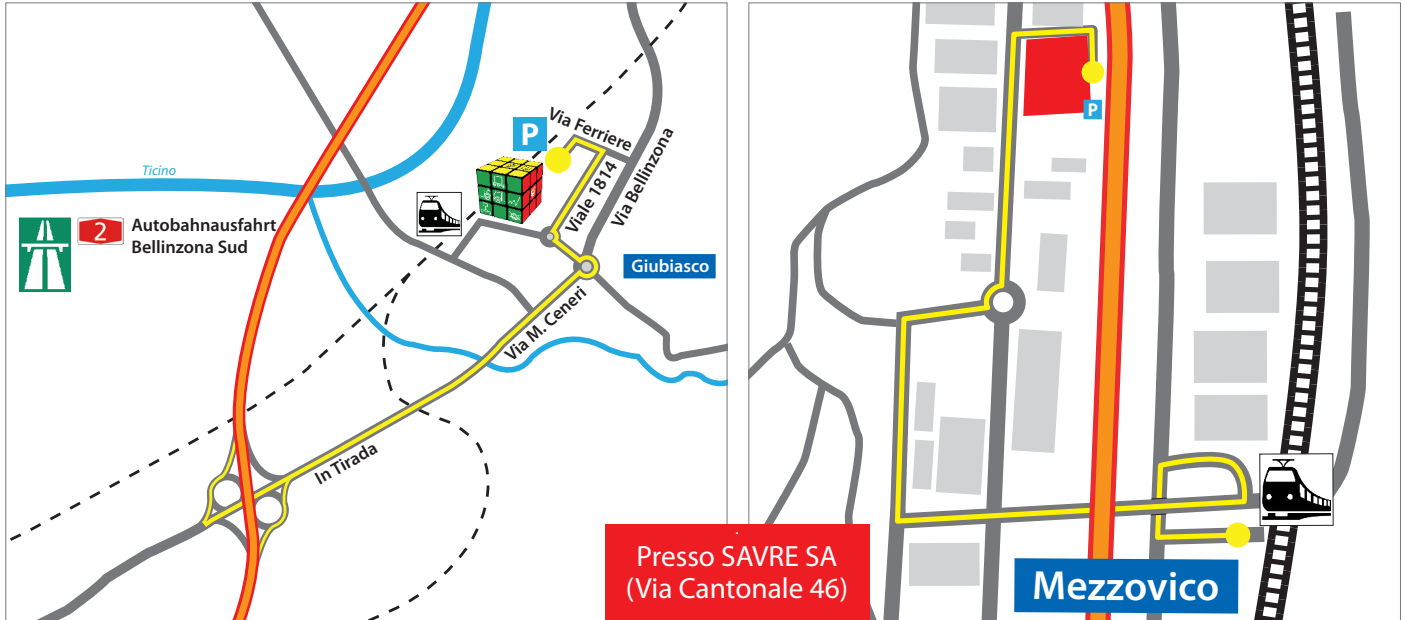 Ticino
2
Autobahnausfahrt
Bellinzona Sud
P
Via Ferriere
Viale 1814
Via Bellinzona
Giubiasco
Via M. Ceneri
In Tirada
P
Presso SAVRE SA
(Via Cantonale 46)
Mezzovico